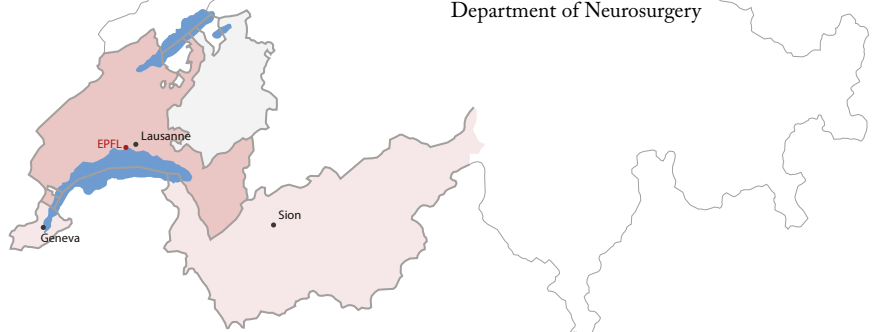 Department of Neurosurgery
Lausanne
EPFL
Sion
Geneva